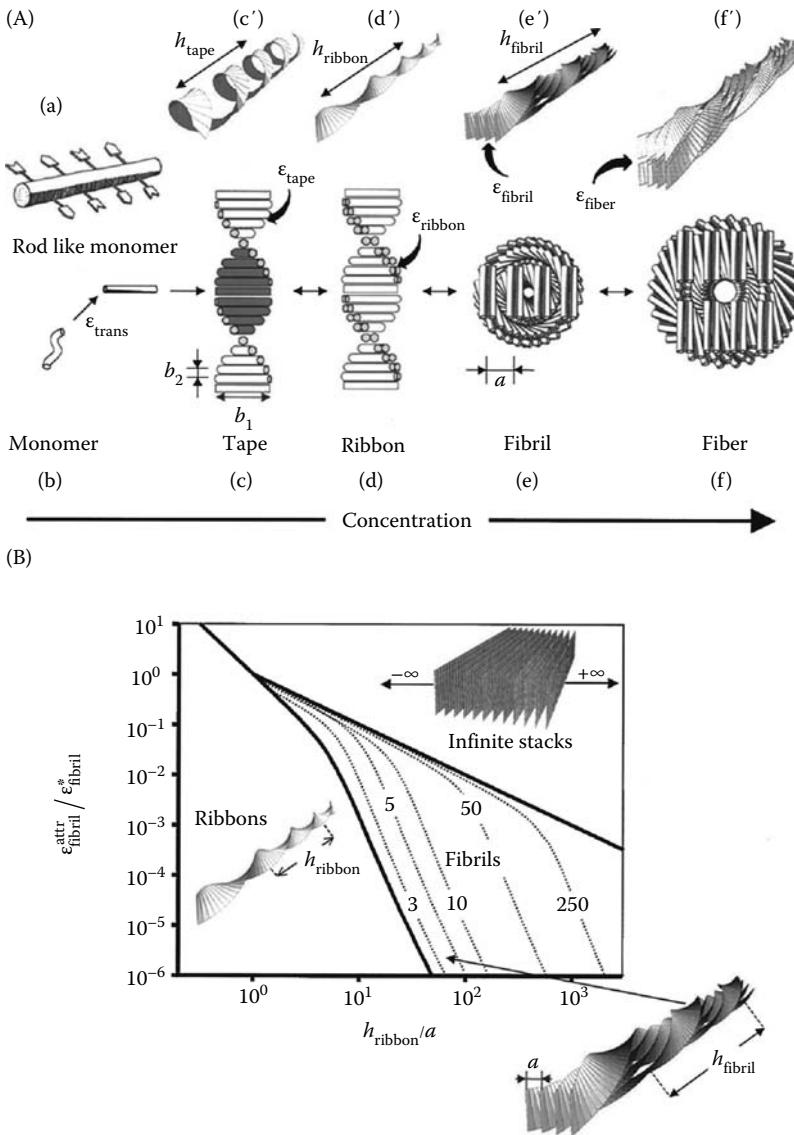 (A)
(c′) (d′) (e′) (f′)
h_tape
h_ribbon
h_fibril
(a)
ε_tape
ε_fibril
ε_fiber
ε_ribbon
Rod like monomer
ε_trans
b_2
b_1
a
Monomer Tape Ribbon Fibril Fiber
(b) (c) (d) (e) (f)
Concentration
(B)
10^1
10^0
10^-1
10^-2
10^-3
10^-4
10^-5
10^-6
ε^attr_fibril / ε^*_fibril
−∞ +∞
Infinite stacks
5 50
Ribbons
Fibrils
h_ribbon
3 10 250
10^0 10^1 10^2 10^3
h_ribbon/a
a
h_fibril